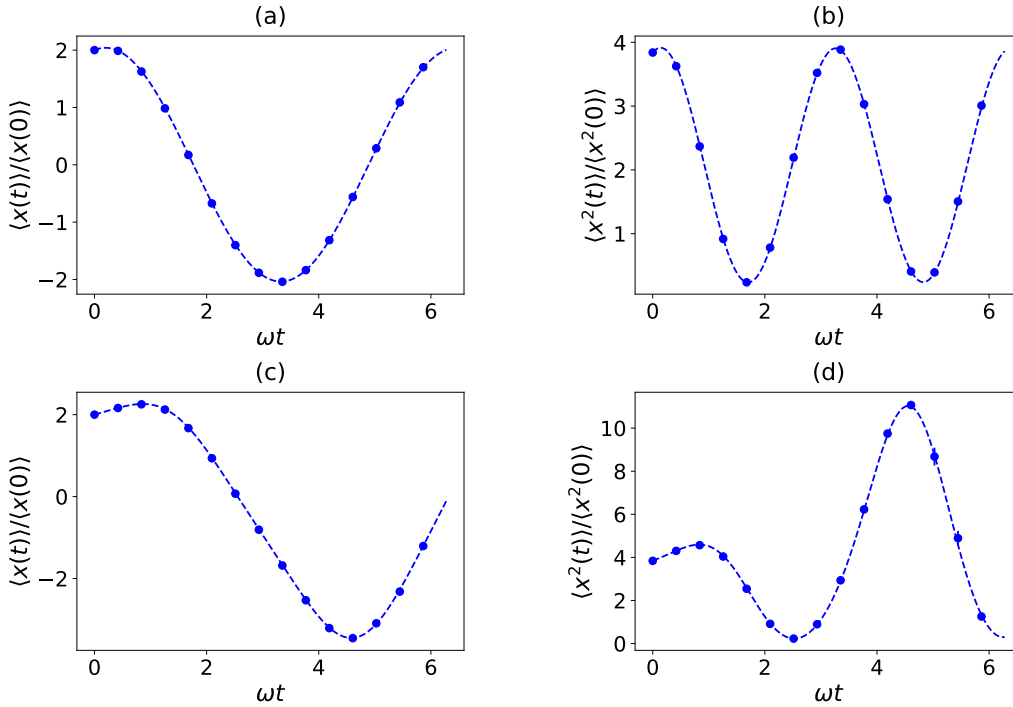 (a)
⟨x(t)⟩/⟨x(0)⟩
2
1
0
−1
−2
0 2 4 6
ωt
(b)
⟨x²(t)⟩/⟨x²(0)⟩
4
3
2
1
0 2 4 6
ωt
(c)
⟨x(t)⟩/⟨x(0)⟩
2
0
−2
0 2 4 6
ωt
(d)
⟨x²(t)⟩/⟨x²(0)⟩
10
8
6
4
2
0
0 2 4 6
ωt